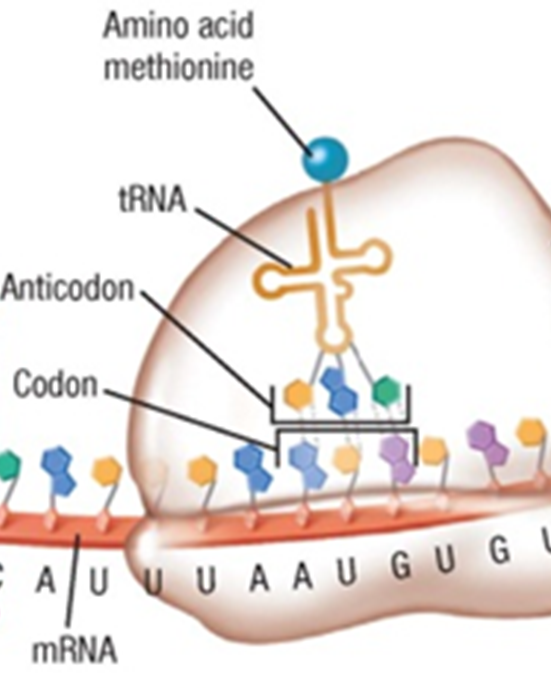 Amino acid
methionine
tRNA
Anticodon
Codon
C A U U U A A U G U G U
mRNA